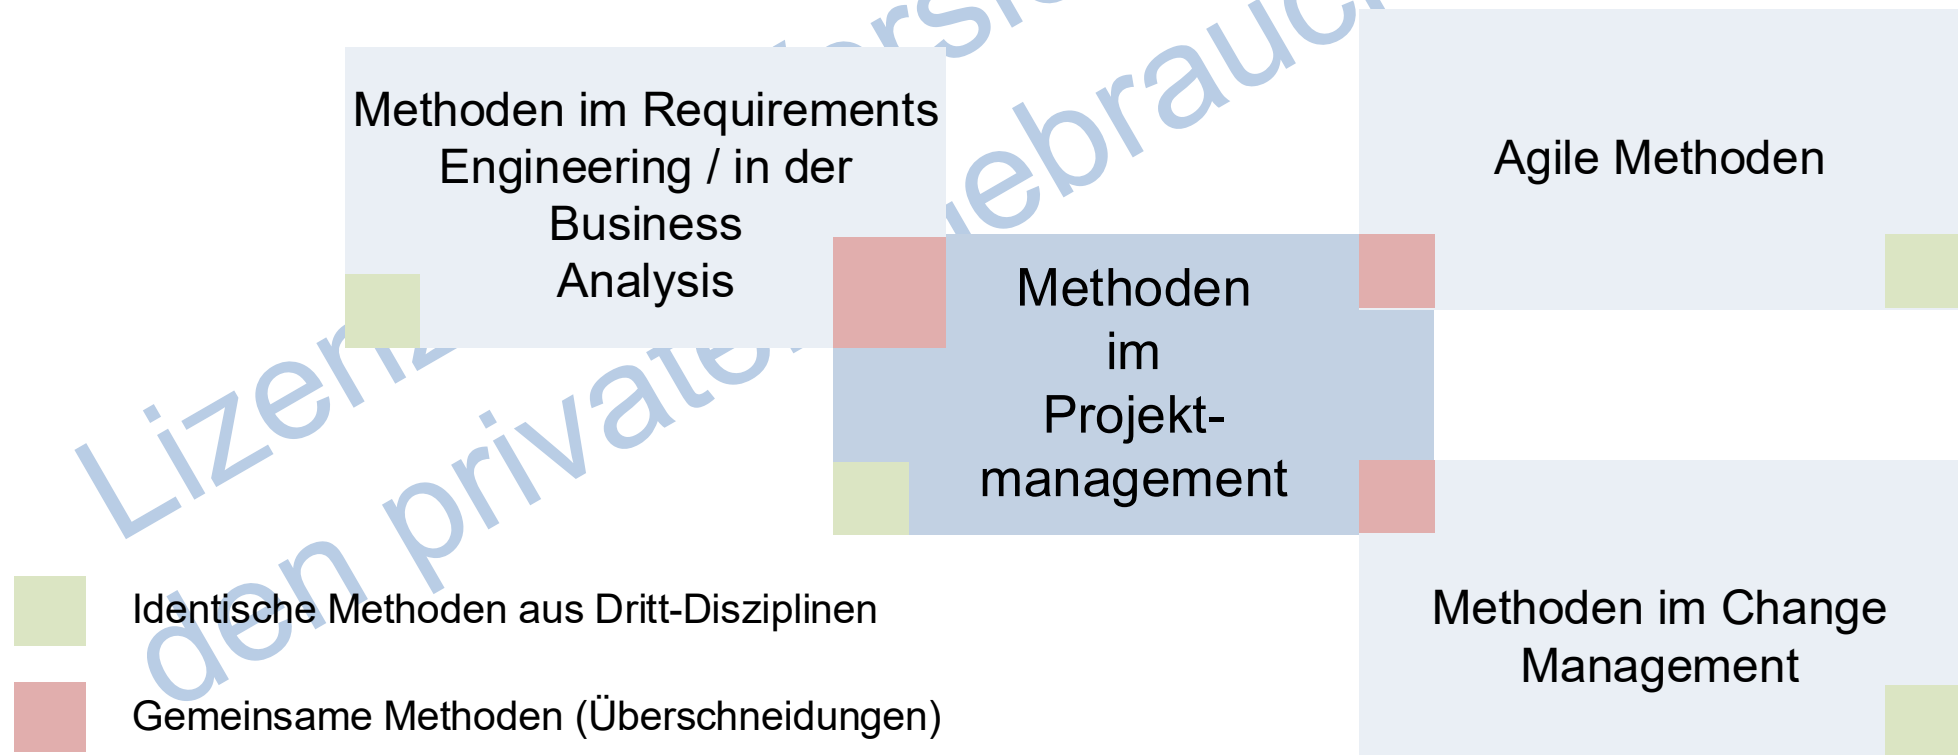 Methoden im Requirements
Engineering / in der
Business
Analysis
Agile Methoden
Methoden
im
Projekt-
management
Methoden im Change
Management
Identische Methoden aus Dritt-Disziplinen
Gemeinsame Methoden (Überschneidungen)
den